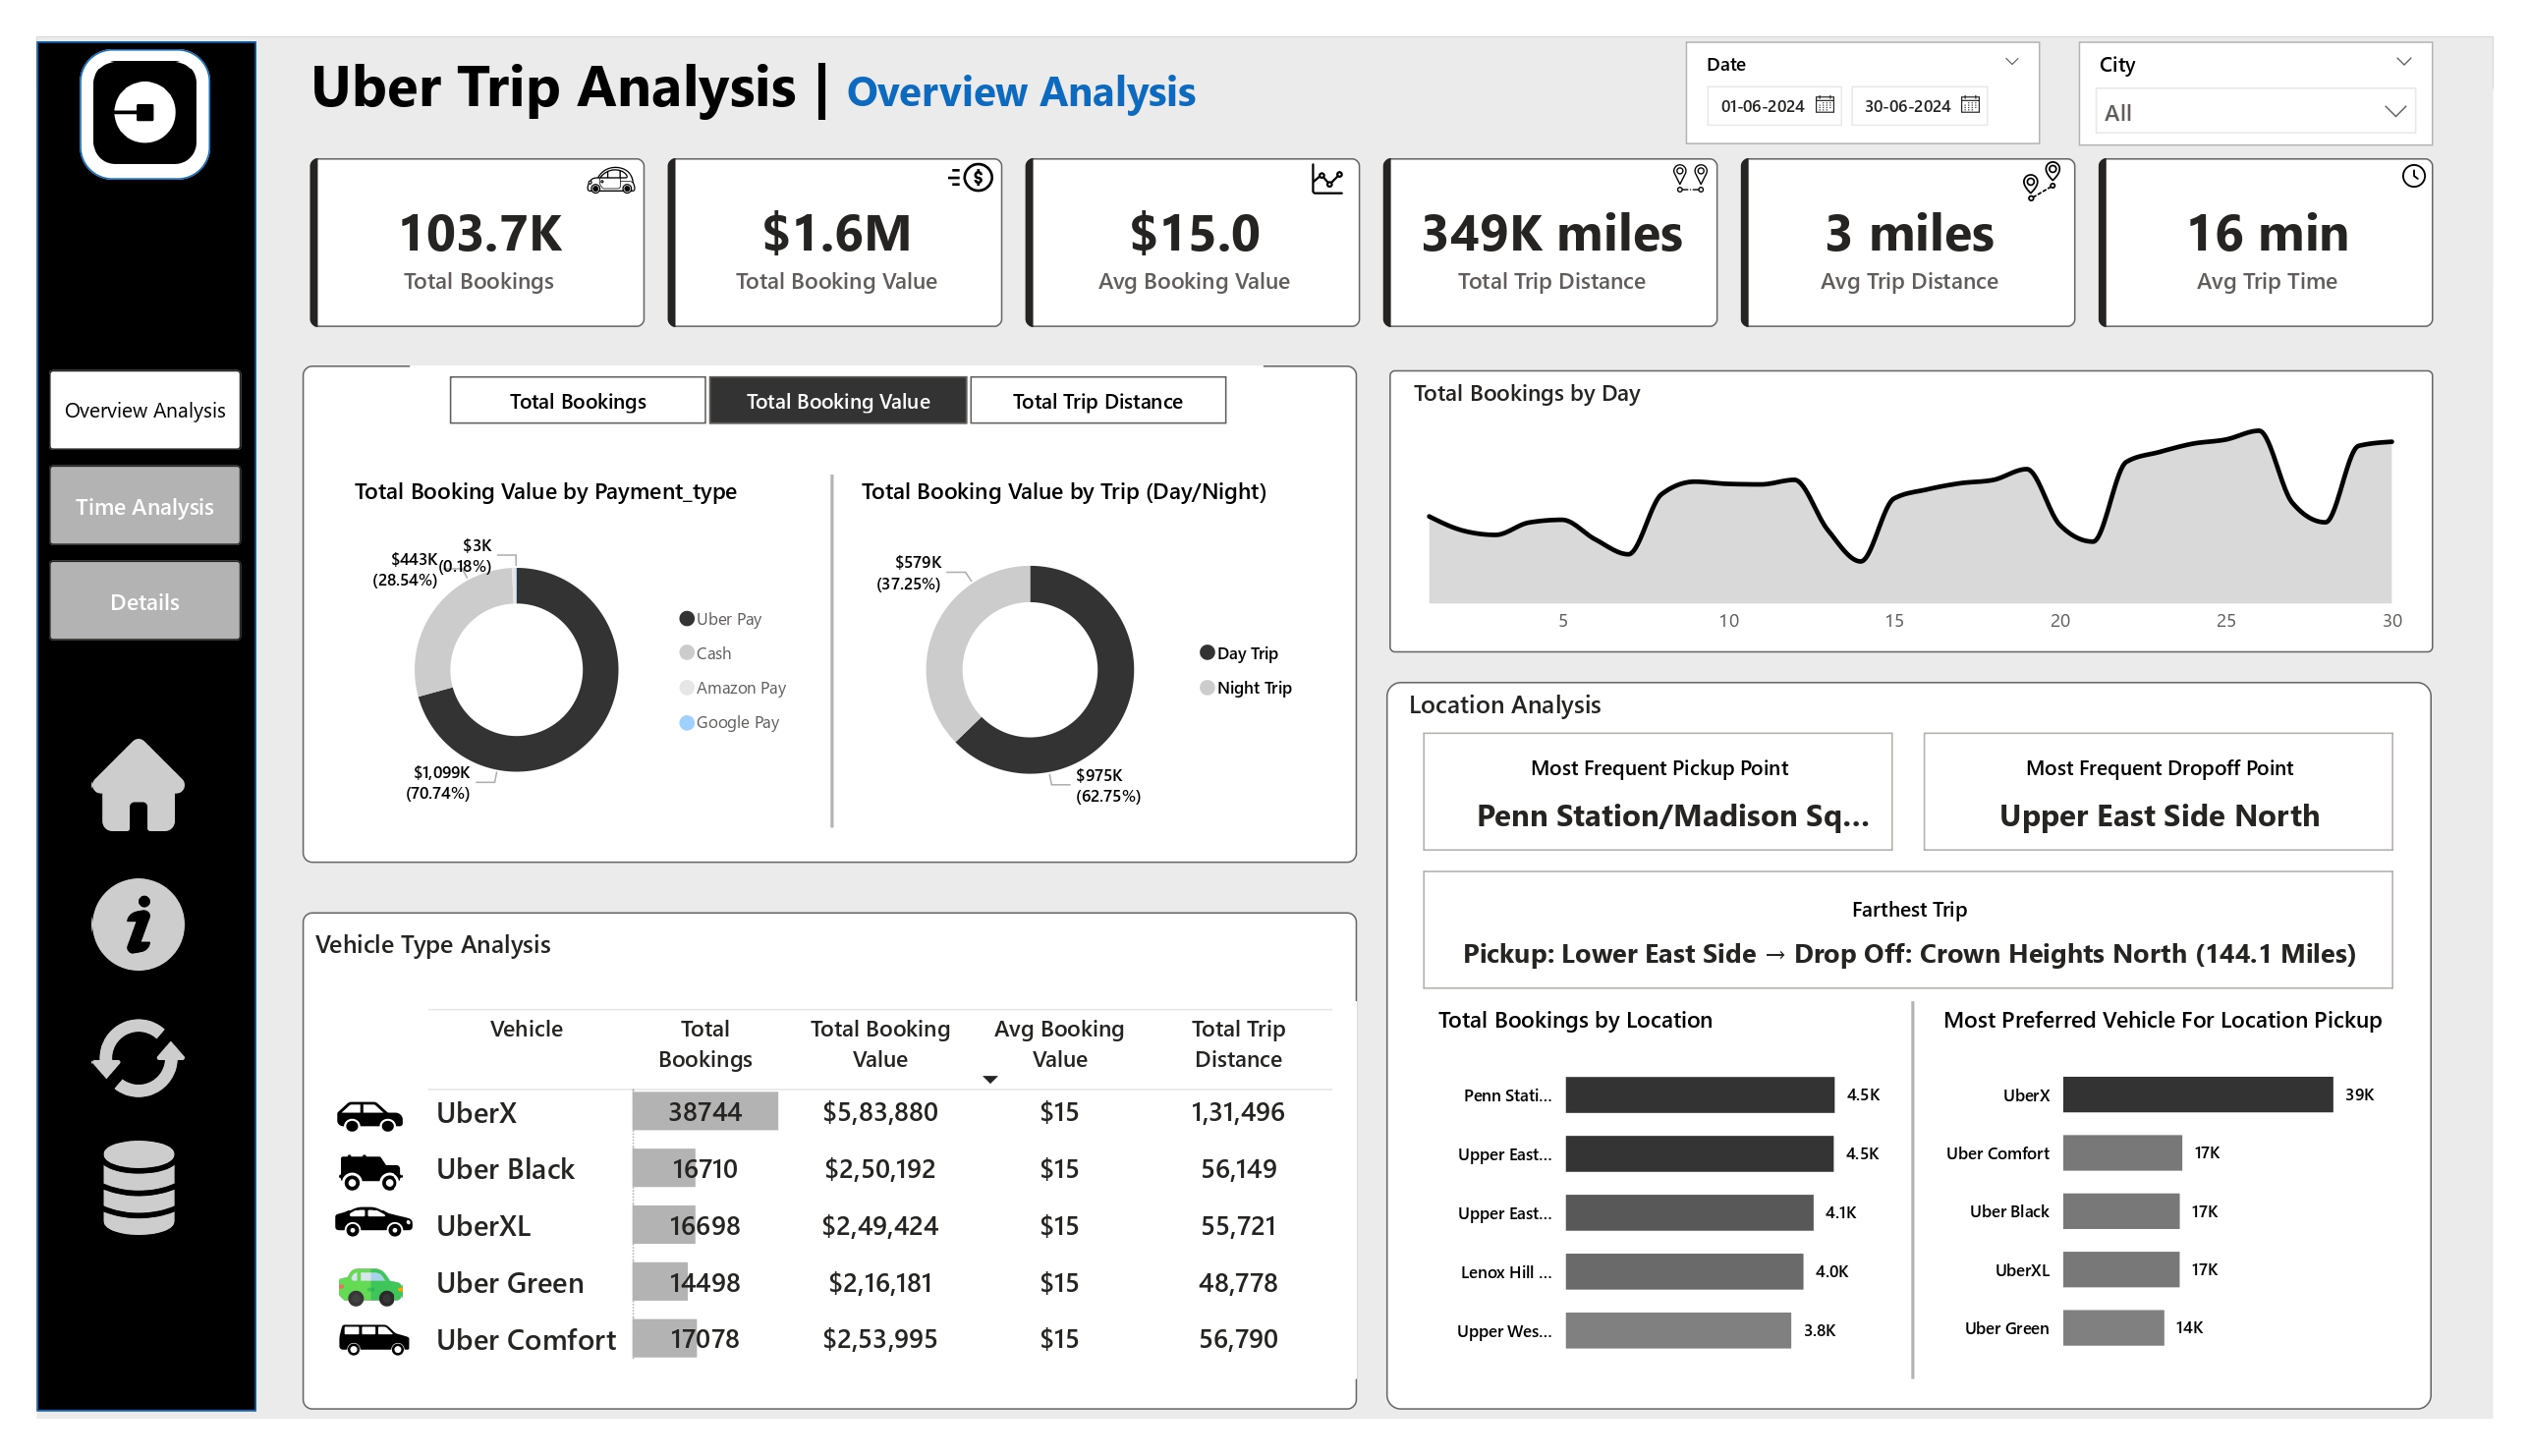 Uber Trip Analysis | Overview Analysis
Date
01-06-2024 30-06-2024
City
All
103.7K
Total Bookings
$1.6M
Total Booking Value
$15.0
Avg Booking Value
349K miles
Total Trip Distance
3 miles
Avg Trip Distance
16 min
Avg Trip Time
Overview Analysis
Time Analysis
Details
Total Bookings Total Booking Value Total Trip Distance
Total Booking Value by Payment_type
$3K
(0.18%)
$443K
(28.54%)
$1,099K
(70.74%)
Uber Pay
Cash
Amazon Pay
Google Pay
Total Booking Value by Trip (Day/Night)
$579K
(37.25%)
$975K
(62.75%)
Day Trip
Night Trip
Total Bookings by Day
5 10 15 20 25 30
Vehicle Type Analysis
Vehicle Total Bookings Total Booking Value Avg Booking Value Total Trip Distance
UberX 38744 $5,83,880 $15 1,31,496
Uber Black 16710 $2,50,192 $15 56,149
UberXL 16698 $2,49,424 $15 55,721
Uber Green 14498 $2,16,181 $15 48,778
Uber Comfort 17078 $2,53,995 $15 56,790
Location Analysis
Most Frequent Pickup Point
Penn Station/Madison Sq...
Most Frequent Dropoff Point
Upper East Side North
Farthest Trip
Pickup: Lower East Side → Drop Off: Crown Heights North (144.1 Miles)
Total Bookings by Location
Penn Stati... 4.5K
Upper East... 4.5K
Upper East... 4.1K
Lenox Hill ... 4.0K
Upper Wes... 3.8K
Most Preferred Vehicle For Location Pickup
UberX 39K
Uber Comfort 17K
Uber Black 17K
UberXL 17K
Uber Green 14K